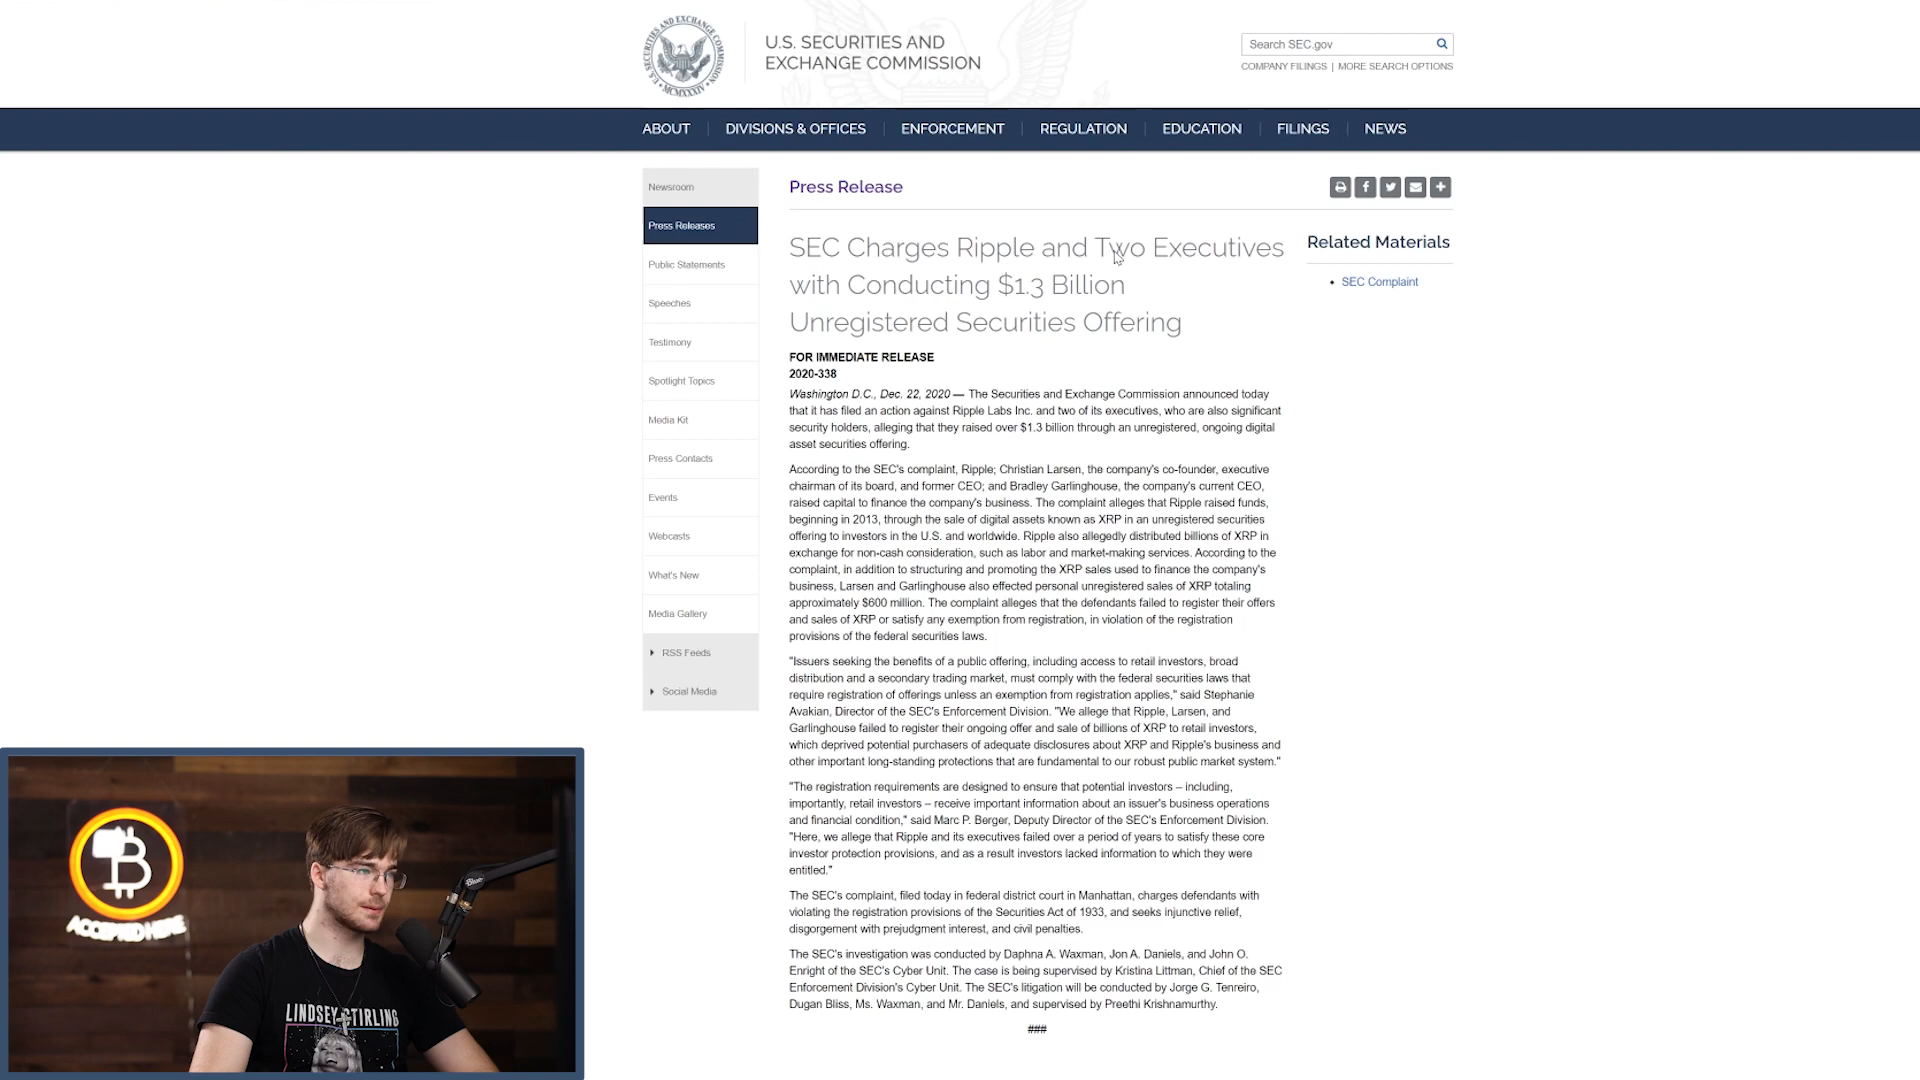 U.S. SECURITIES AND
EXCHANGE COMMISSION
Search SEC.gov
COMPANY FILINGS | MORE SEARCH OPTIONS
ABOUT
DIVISIONS & OFFICES
ENFORCEMENT
REGULATION
EDUCATION
FILINGS
NEWS
Newsroom
Press Releases
Public Statements
Speeches
Testimony
Spotlight Topics
Media Kit
Press Contacts
Events
Webcasts
What's New
Media Gallery
RSS Feeds
Social Media
Press Release
SEC Charges Ripple and Two Executives
with Conducting $1.3 Billion
Unregistered Securities Offering
FOR IMMEDIATE RELEASE
2020-338
Washington D.C., Dec. 22, 2020 — The Securities and Exchange Commission announced today
that it has filed an action against Ripple Labs Inc. and two of its executives, who are also significant
security holders, alleging that they raised over $1.3 billion through an unregistered, ongoing digital
asset securities offering.
According to the SEC's complaint, Ripple; Christian Larsen, the company's co-founder, executive
chairman of its board, and former CEO; and Bradley Garlinghouse, the company's current CEO,
raised capital to finance the company's business. The complaint alleges that Ripple raised funds,
beginning in 2013, through the sale of digital assets known as XRP in an unregistered securities
offering to investors in the U.S. and worldwide. Ripple also allegedly distributed billions of XRP in
exchange for non-cash consideration, such as labor and market-making services. According to the
complaint, in addition to structuring and promoting the XRP sales used to finance the company's
business, Larsen and Garlinghouse also effected personal unregistered sales of XRP totaling
approximately $600 million. The complaint alleges that the defendants failed to register their offers
and sales of XRP or satisfy any exemption from registration, in violation of the registration
provisions of the federal securities laws.
"Issuers seeking the benefits of a public offering, including access to retail investors, broad
distribution and a secondary trading market, must comply with the federal securities laws that
require registration of offerings unless an exemption from registration applies," said Stephanie
Avakian, Director of the SEC's Enforcement Division. "We allege that Ripple, Larsen, and
Garlinghouse failed to register their ongoing offer and sale of billions of XRP to retail investors,
which deprived potential purchasers of adequate disclosures about XRP and Ripple's business and
other important long-standing protections that are fundamental to our robust public market system."
"The registration requirements are designed to ensure that potential investors – including,
importantly, retail investors – receive important information about an issuer's business operations
and financial condition," said Marc P. Berger, Deputy Director of the SEC's Enforcement Division.
"Here, we allege that Ripple and its executives failed over a period of years to satisfy these core
investor protection provisions, and as a result investors lacked information to which they were
entitled."
The SEC's complaint, filed today in federal district court in Manhattan, charges defendants with
violating the registration provisions of the Securities Act of 1933, and seeks injunctive relief,
disgorgement with prejudgment interest, and civil penalties.
The SEC's investigation was conducted by Daphna A. Waxman, Jon A. Daniels, and John O.
Enright of the SEC's Cyber Unit. The case is being supervised by Kristina Littman, Chief of the SEC
Enforcement Division's Cyber Unit. The SEC's litigation will be conducted by Jorge G. Tenreiro,
Dugan Bliss, Ms. Waxman, and Mr. Daniels, and supervised by Preethi Krishnamurthy.
###
Related Materials
SEC Complaint
ACCEPTED HERE
Blue
LINDSEY STIRLING